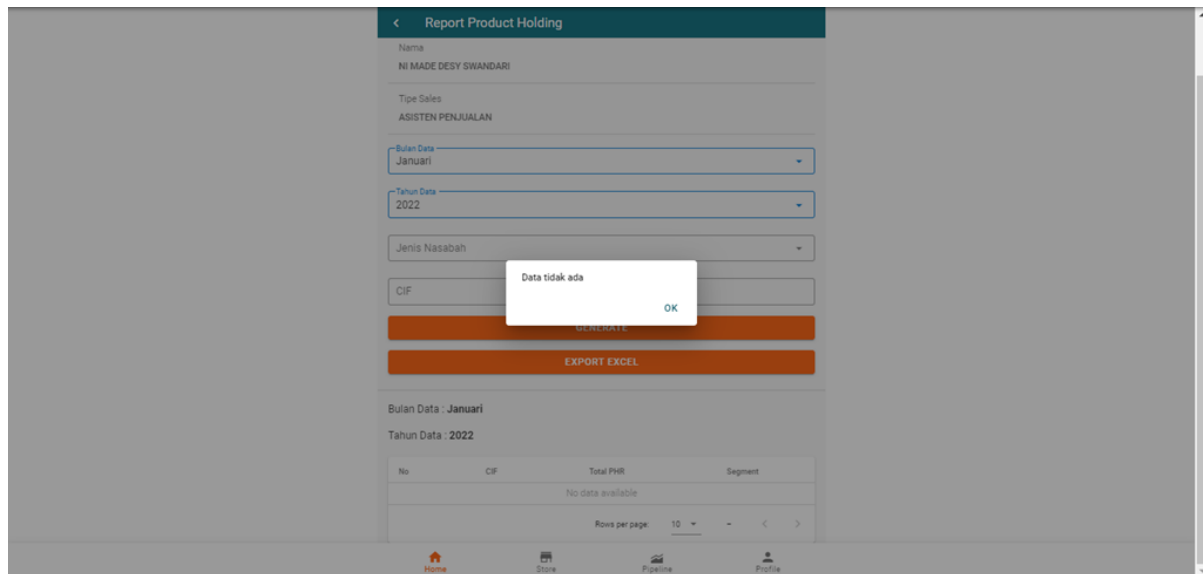 Report Product Holding
Nama
NI MADE DESY SWANDARI
Tipe Sales
ASISTEN PENJUALAN
Bulan Data
Januari
Tahun Data
2022
Jenis Nasabah
Data tidak ada
CIF
OK
GENERATE
EXPORT EXCEL
Bulan Data : Januari
Tahun Data : 2022
No CIF Total PHR Segment
No data available
Rows per page: 10 –
Home Store Pipeline Profile